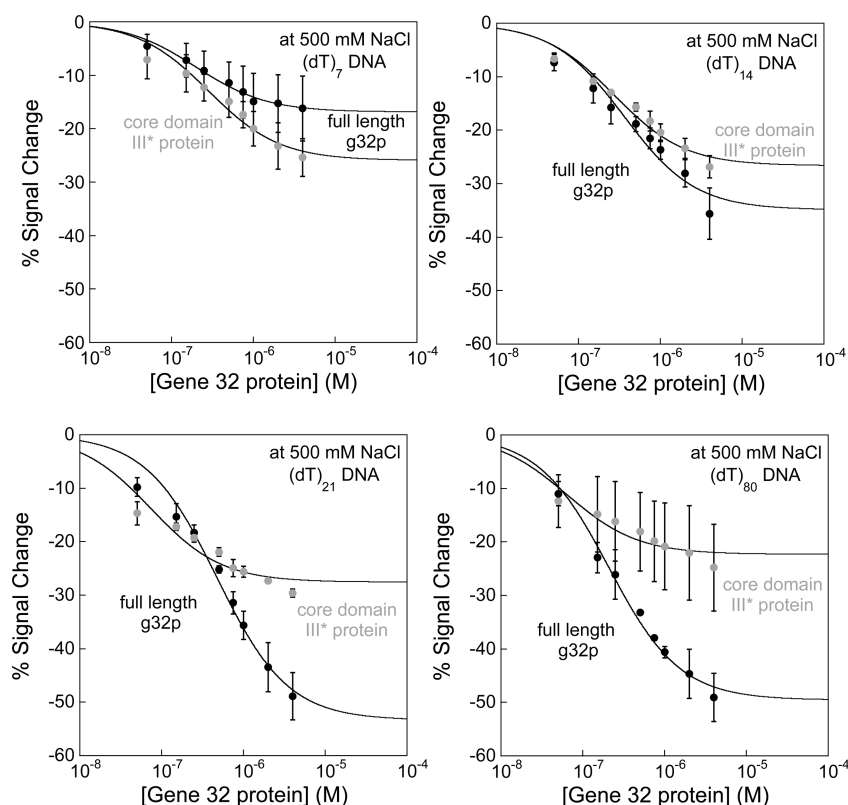 0
-10
-20
-30
-40
-50
-60
% Signal Change
at 500 mM NaCl
(dT)7 DNA
core domain
III* protein
full length
g32p
10-8 10-7 10-6 10-5 10-4
[Gene 32 protein] (M)
0
-10
-20
-30
-40
-50
-60
% Signal Change
at 500 mM NaCl
(dT)14 DNA
core domain
III* protein
full length
g32p
10-8 10-7 10-6 10-5 10-4
[Gene 32 protein] (M)
0
-10
-20
-30
-40
-50
-60
% Signal Change
at 500 mM NaCl
(dT)21 DNA
full length
g32p
core domain
III* protein
10-8 10-7 10-6 10-5 10-4
[Gene 32 protein] (M)
0
-10
-20
-30
-40
-50
-60
% Signal Change
at 500 mM NaCl
(dT)80 DNA
core domain
III* protein
full length
g32p
10-8 10-7 10-6 10-5 10-4
[Gene 32 protein] (M)